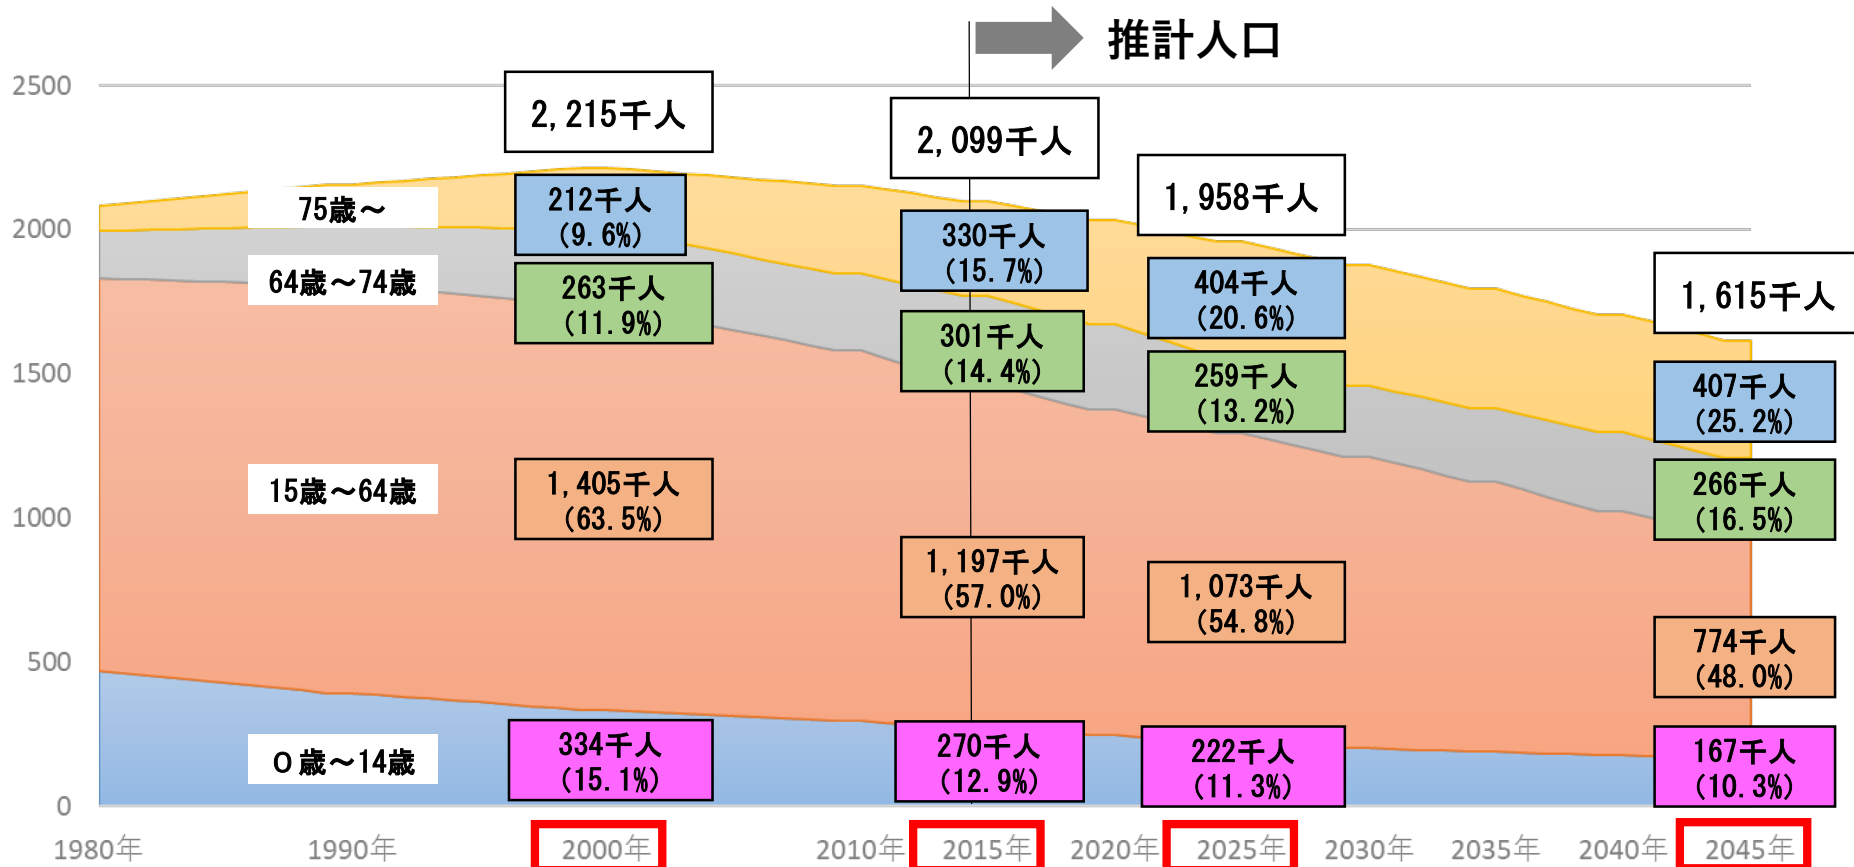 推計人口
2500
2000
1500
1000
500
0
75歳～
64歳～74歳
15歳～64歳
０歳～14歳
2,215千人
212千人
(9.6%)
263千人
(11.9%)
1,405千人
(63.5%)
334千人
(15.1%)
2,099千人
330千人
(15.7%)
301千人
(14.4%)
1,197千人
(57.0%)
270千人
(12.9%)
1,958千人
404千人
(20.6%)
259千人
(13.2%)
1,073千人
(54.8%)
222千人
(11.3%)
1,615千人
407千人
(25.2%)
266千人
(16.5%)
774千人
(48.0%)
167千人
(10.3%)
1980年 1990年 2000年 2010年 2015年 2020年 2025年 2030年 2035年 2040年 2045年